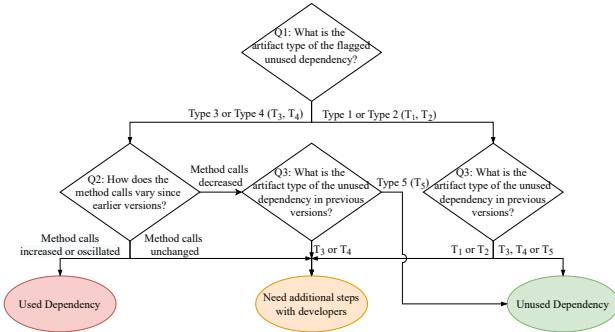 Q1: What is the
artifact type of the flagged
unused dependency?
Type 3 or Type 4 (T3, T4)
Type 1 or Type 2 (T1, T2)
Q2: How does the
method calls vary since
earlier versions?
Method calls
decreased
Q3: What is the
artifact type of the unused
dependency in previous
versions?
Type 5 (T5)
Q3: What is the
artifact type of the unused
dependency in previous
versions?
Method calls
increased or oscillated
Method calls
unchanged
T3 or T4
T1 or T2
T3, T4 or T5
Used Dependency
Need additional steps
with developers
Unused Dependency